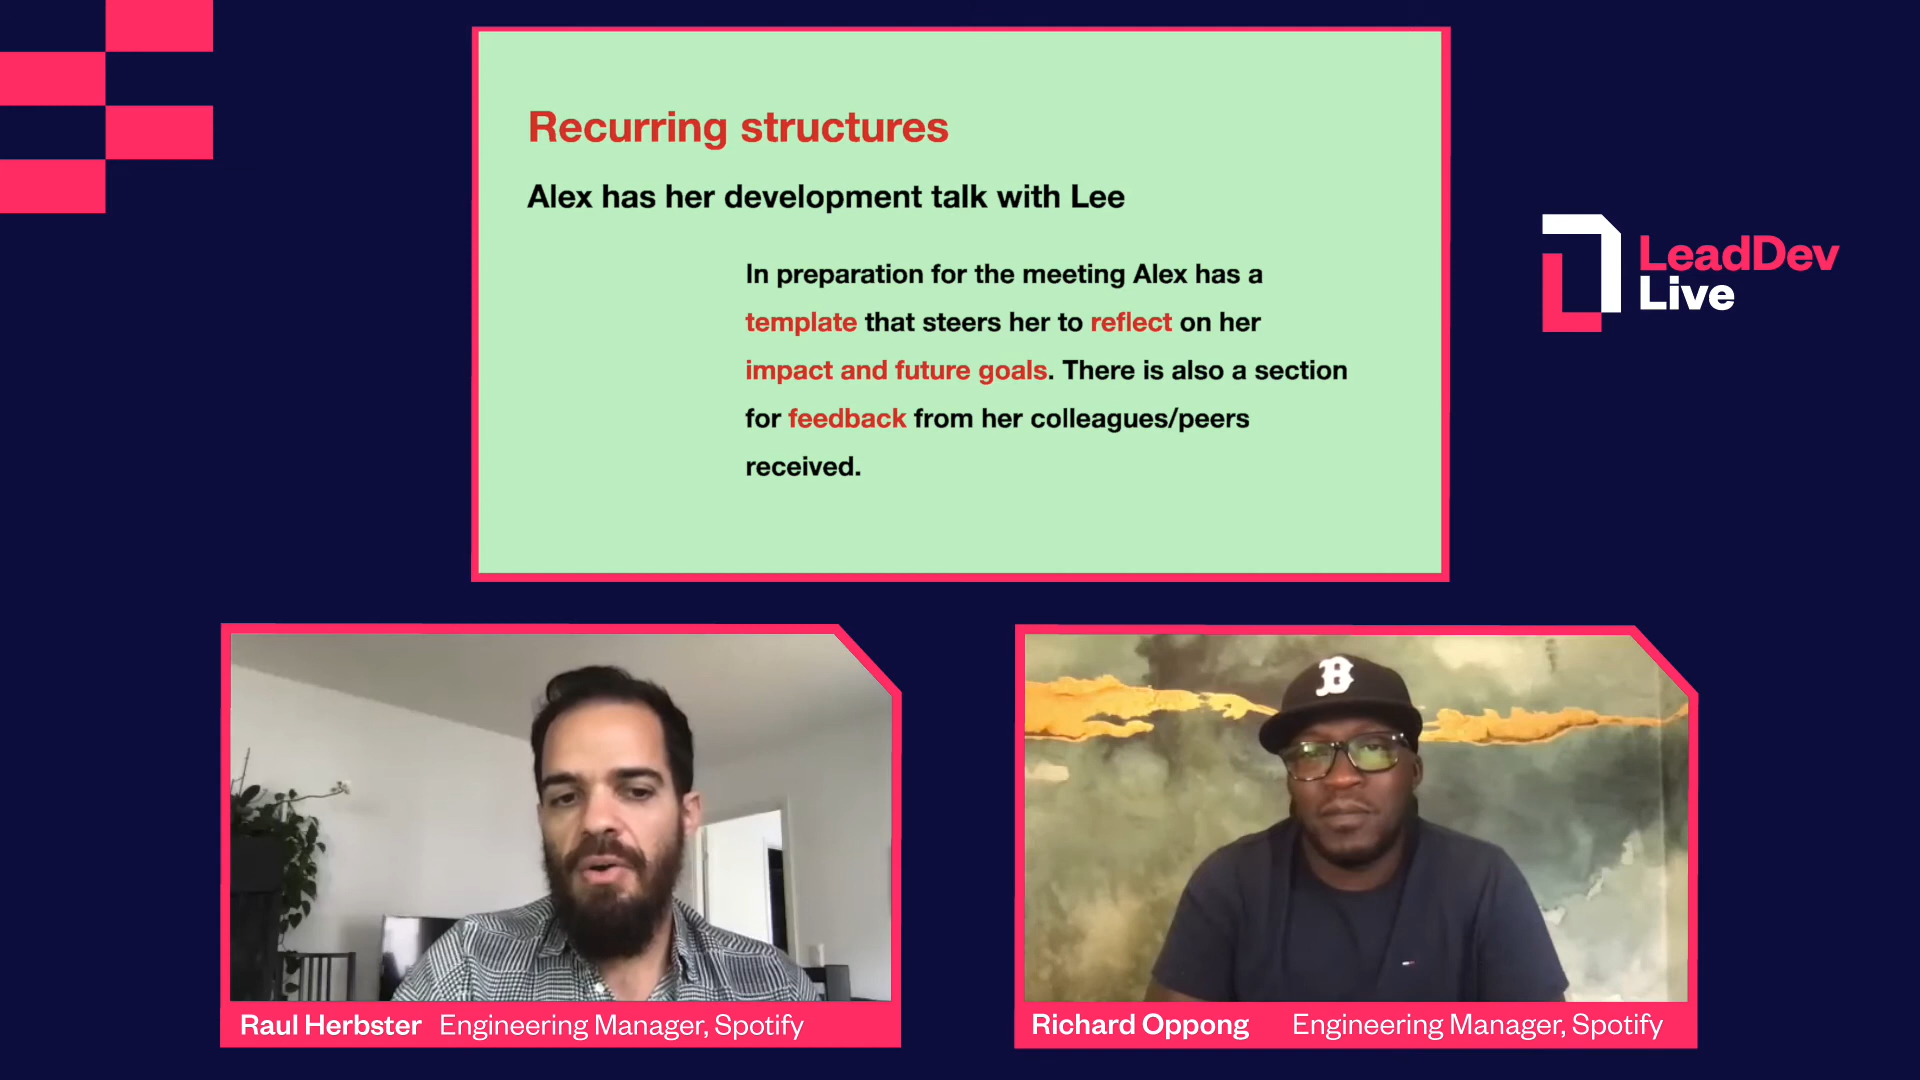 Recurring structures
Alex has her development talk with Lee
In preparation for the meeting Alex has a
template that steers her to reflect on her
impact and future goals. There is also a section
for feedback from her colleagues/peers
received.
LeadDev
Live
B
Raul Herbster Engineering Manager, Spotify
Richard Oppong Engineering Manager, Spotify